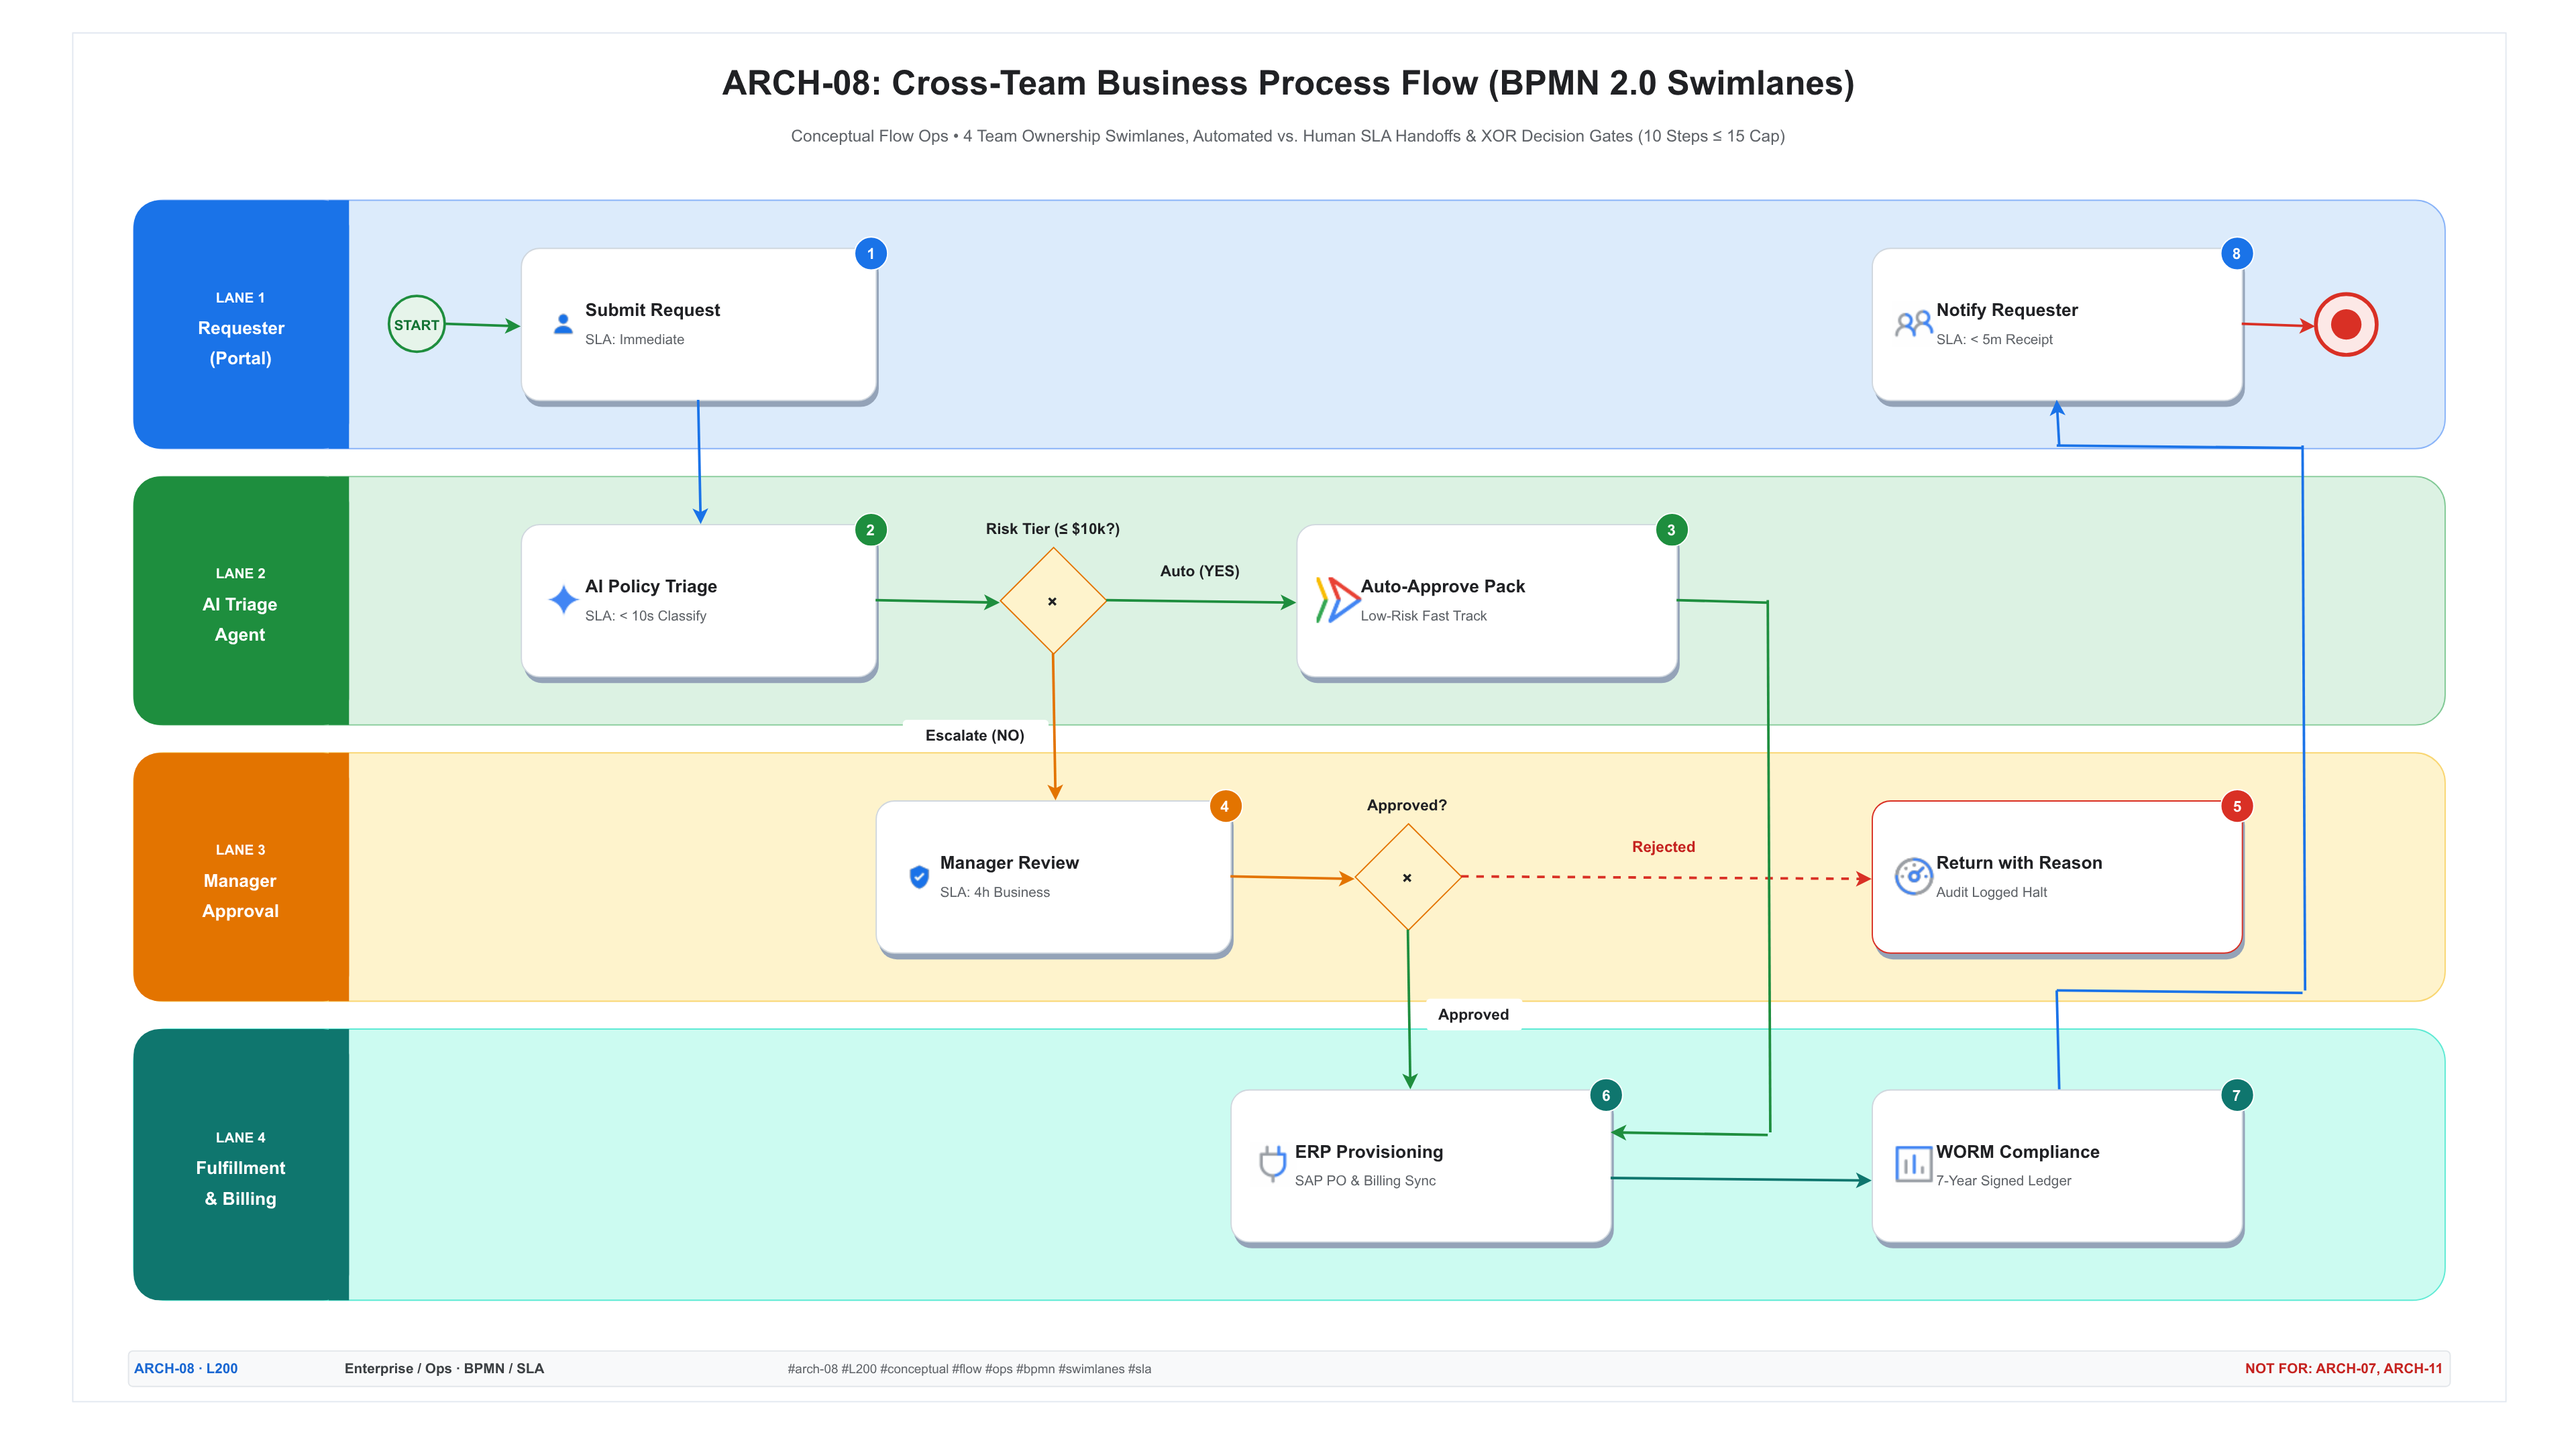 ARCH-08: Cross-Team Business Process Flow (BPMN 2.0 Swimlanes)
Conceptual Flow Ops • 4 Team Ownership Swimlanes, Automated vs. Human SLA Handoffs & XOR Decision Gates (10 Steps ≤ 15 Cap)
LANE 1
Requester
(Portal)
START
1
Submit Request
SLA: Immediate
8
Notify Requester
SLA: < 5m Receipt
LANE 2
AI Triage
Agent
2
AI Policy Triage
SLA: < 10s Classify
Risk Tier (≤ $10k?)
×
Auto (YES)
3
Auto-Approve Pack
Low-Risk Fast Track
Escalate (NO)
LANE 3
Manager
Approval
4
Manager Review
SLA: 4h Business
Approved?
×
Rejected
5
Return with Reason
Audit Logged Halt
Approved
LANE 4
Fulfillment
& Billing
6
ERP Provisioning
SAP PO & Billing Sync
7
WORM Compliance
7-Year Signed Ledger
ARCH-08 · L200
Enterprise / Ops · BPMN / SLA
#arch-08 #L200 #conceptual #flow #ops #bpmn #swimlanes #sla
NOT FOR: ARCH-07, ARCH-11